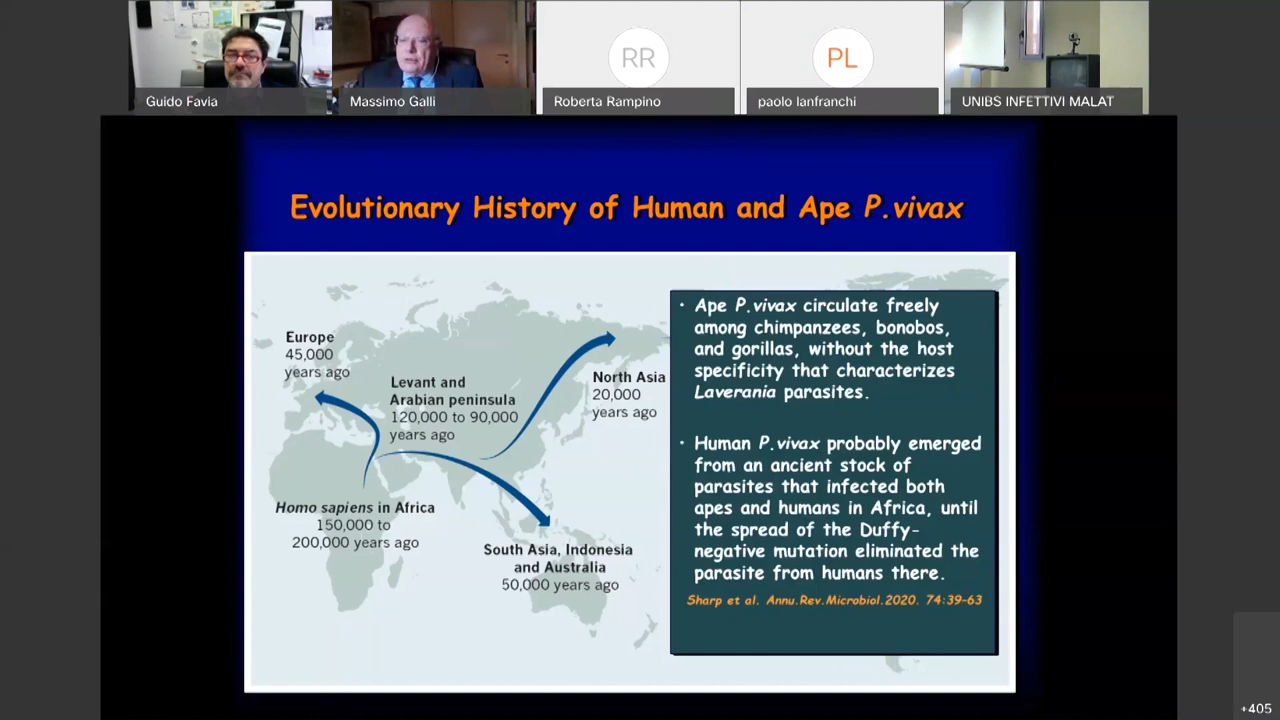 Guido Favia
Massimo Galli
RR
Roberta Rampino
PL
paolo lanfranchi
UNIBS INFETTIVI MALAT
Evolutionary History of Human and Ape P.vivax
Europe
45,000
years ago
Levant and
Arabian peninsula
120,000 to 90,000
years ago
North Asia
20,000
years ago
Homo sapiens in Africa
150,000 to
200,000 years ago
South Asia, Indonesia
and Australia
50,000 years ago
• Ape P.vivax circulate freely
among chimpanzees, bonobos,
and gorillas, without the host
specificity that characterizes
Laverania parasites.
• Human P.vivax probably emerged
from an ancient stock of
parasites that infected both
apes and humans in Africa, until
the spread of the Duffy-
negative mutation eliminated the
parasite from humans there.
Sharp et al. Annu.Rev.Microbiol.2020. 74:39-63
+405